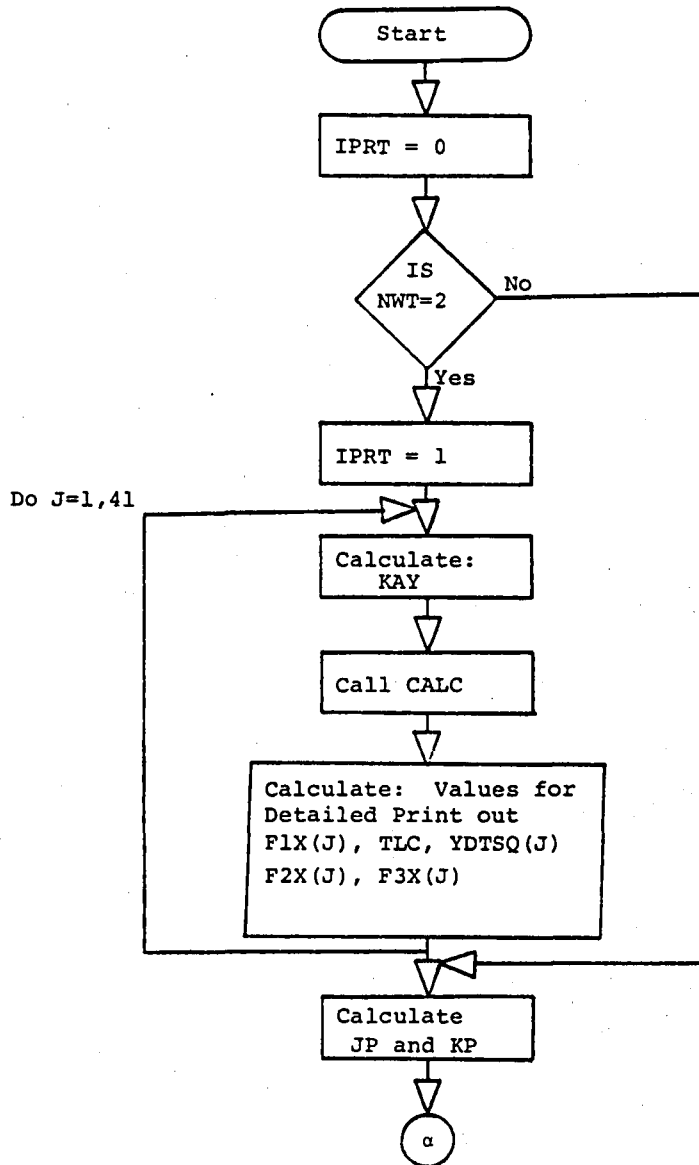 Start
IPRT = 0
IS
NWT=2
No
Yes
IPRT = 1
Do J=1,41
Calculate:
KAY
Call CALC
Calculate: Values for
Detailed Print out
F1X(J), TLC, YDTSQ(J)
F2X(J), F3X(J)
Calculate
JP and KP
α